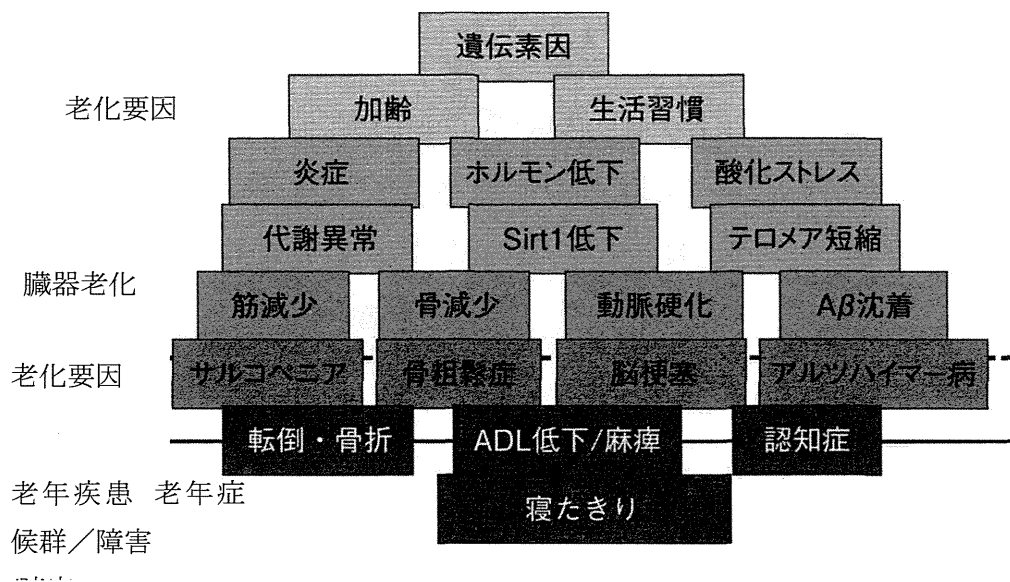 遺伝素因
老化要因 加齢 生活習慣
炎症 ホルモン低下 酸化ストレス
代謝異常 Sirt1低下 テロメア短縮
臓器老化 筋減少 骨減少 動脈硬化 Aβ沈着
老化要因 サルコペニア 骨粗鬆症 脳梗塞 アルツハイマー病
転倒・骨折 ADL低下/麻痺 認知症
老年疾患 老年症
寝たきり
候群／障害